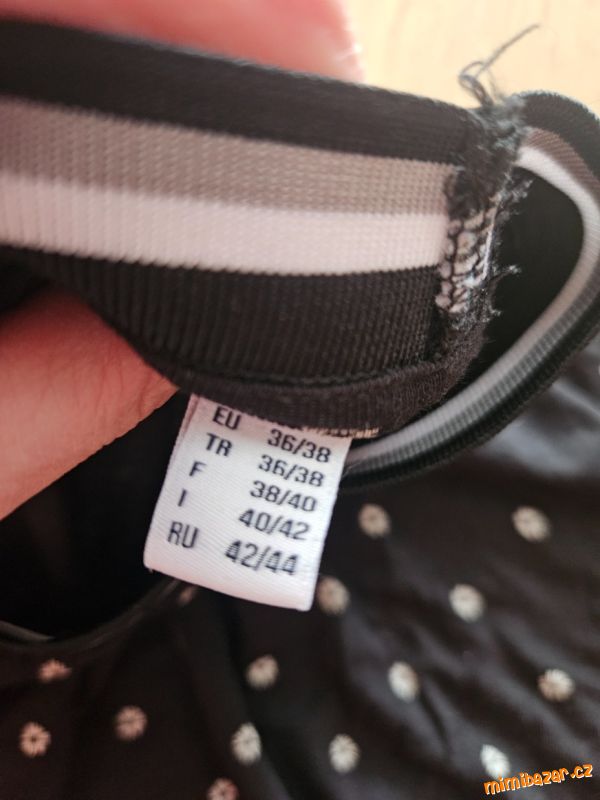 EU 36/38
TR 36/38
F 38/40
I 40/42
RU 42/44
mimibazar.cz